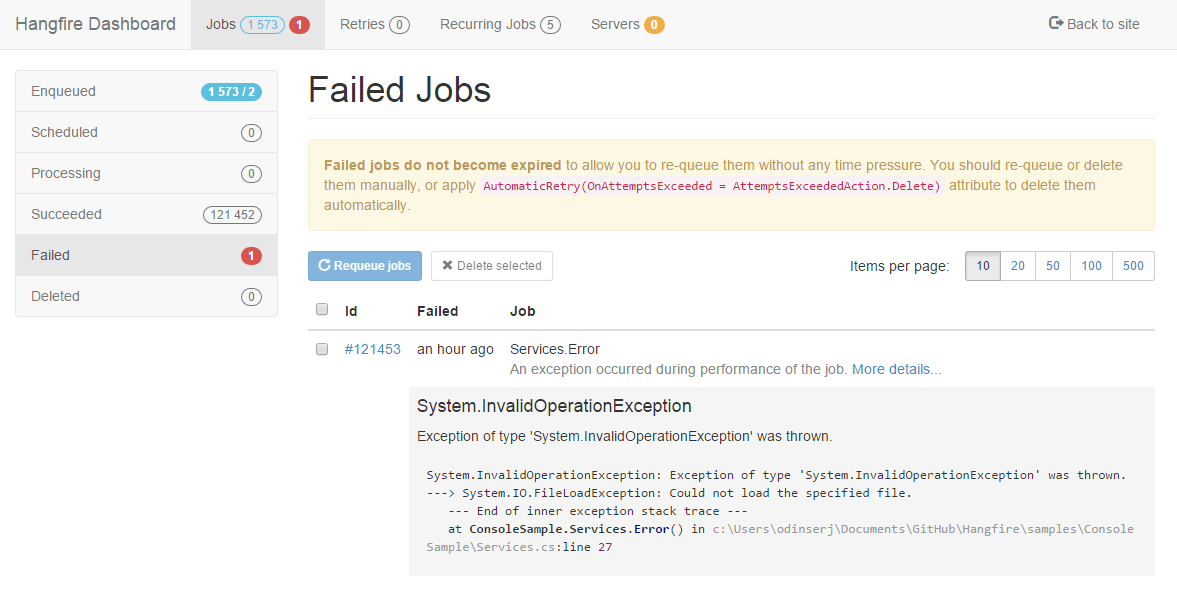 Hangfire Dashboard Jobs 1 573 1 Retries 0 Recurring Jobs 5 Servers 0 Back to site
Enqueued 1 573 / 2
Scheduled 0
Processing 0
Succeeded 121 452
Failed 1
Deleted 0
Failed Jobs
Failed jobs do not become expired to allow you to re-queue them without any time pressure. You should re-queue or delete
them manually, or apply AutomaticRetry(OnAttemptsExceeded = AttemptsExceededAction.Delete) attribute to delete them
automatically.
Requeue jobs Delete selected Items per page: 10 20 50 100 500
Id Failed Job
#121453 an hour ago Services.Error
An exception occurred during performance of the job. More details...
System.InvalidOperationException
Exception of type 'System.InvalidOperationException' was thrown.
System.InvalidOperationException: Exception of type 'System.InvalidOperationException' was thrown.
---> System.IO.FileLoadException: Could not load the specified file.
--- End of inner exception stack trace ---
at ConsoleSample.Services.Error() in c:\Users\odinserj\Documents\GitHub\Hangfire\samples\Console
Sample\Services.cs:line 27